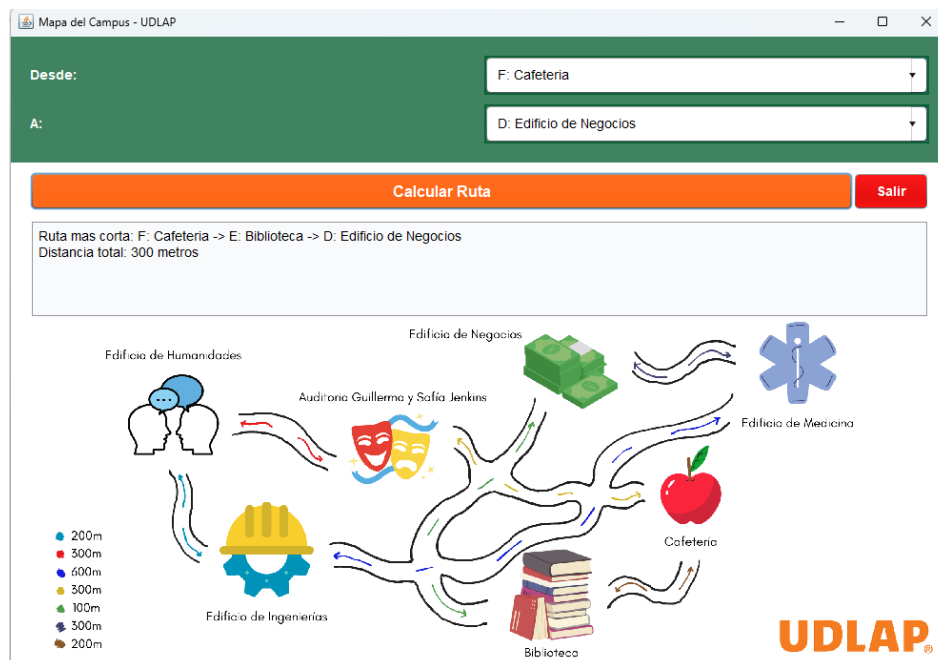 Mapa del Campus - UDLAP
Desde:
F: Cafeteria
A:
D: Edificio de Negocios
Calcular Ruta
Salir
Ruta mas corta: F: Cafeteria -> E: Biblioteca -> D: Edificio de Negocios
Distancia total: 300 metros
Edificio de Negocios
Edificio de Humanidades
Auditorio Guillermo y Sofía Jenkins
Edificio de Medicina
Cafetería
200m
300m
600m
300m
100m
300m
200m
Edificio de Ingenierías
Biblioteca
UDLAP®